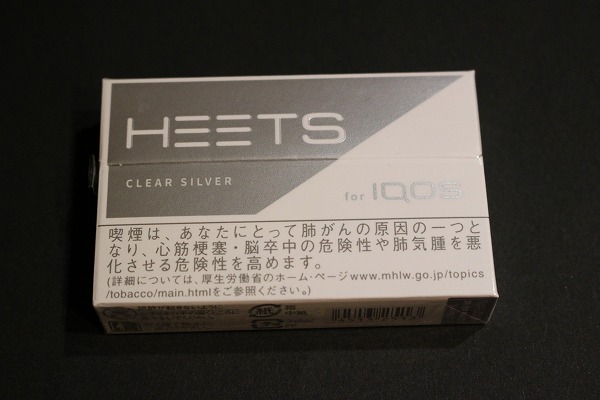 HEETS
CLEAR SILVER
for IQOS
喫煙は、あなたにとって肺がんの原因の一つと
なり、心筋梗塞・脳卒中の危険性や肺気腫を悪
化させる危険性を高めます。
(詳細については、厚生労働省のホーム・ページwww.mhlw.go.jp/topics
/tobacco/main.htmlをご参照ください。)
紙